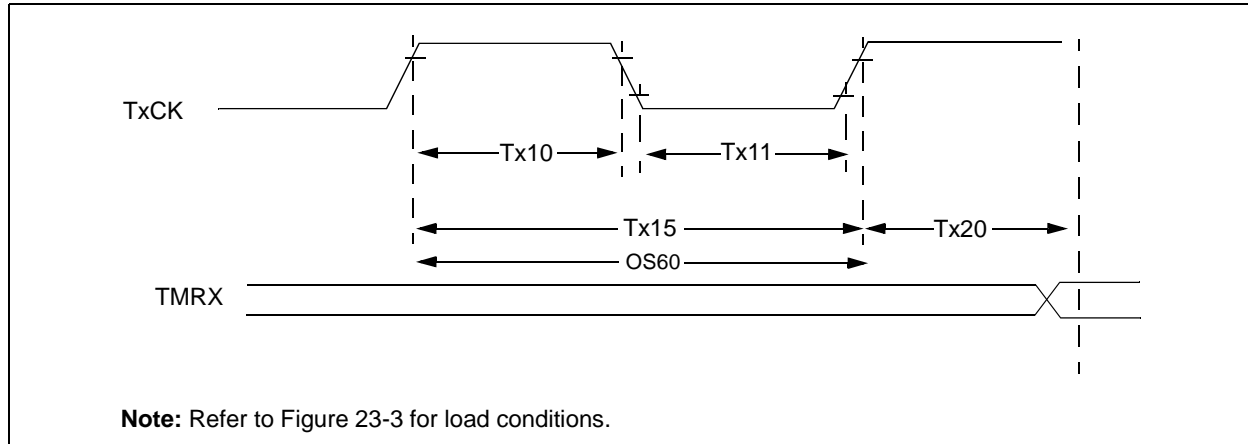 TxCK
Tx10
Tx11
Tx15
Tx20
OS60
TMRX
Note: Refer to Figure 23-3 for load conditions.